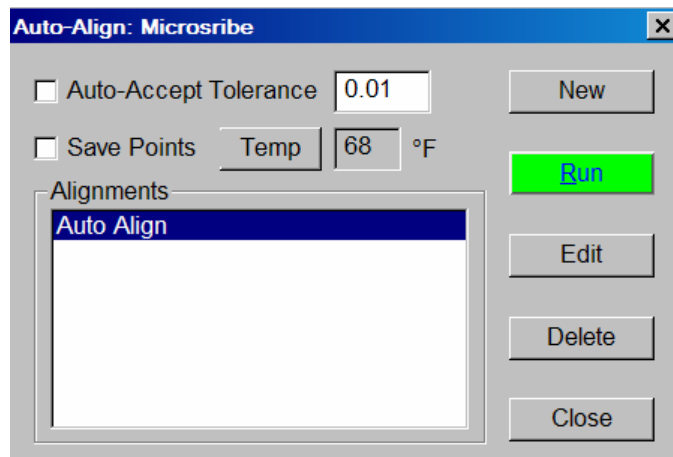 Auto-Align: Microsribe
Auto-Accept Tolerance 0.01 New
Save Points Temp 68 °F
Run
Alignments
Auto Align
Edit
Delete
Close